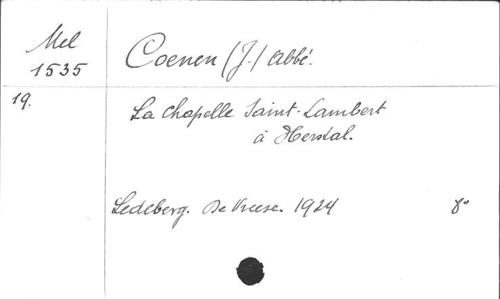 Mel
1535
19.
Coenen (J.) Abbé.
La Chapelle Saint-Lambert
à Herstal.
Ledeberg. De Vreese. 1924 8°